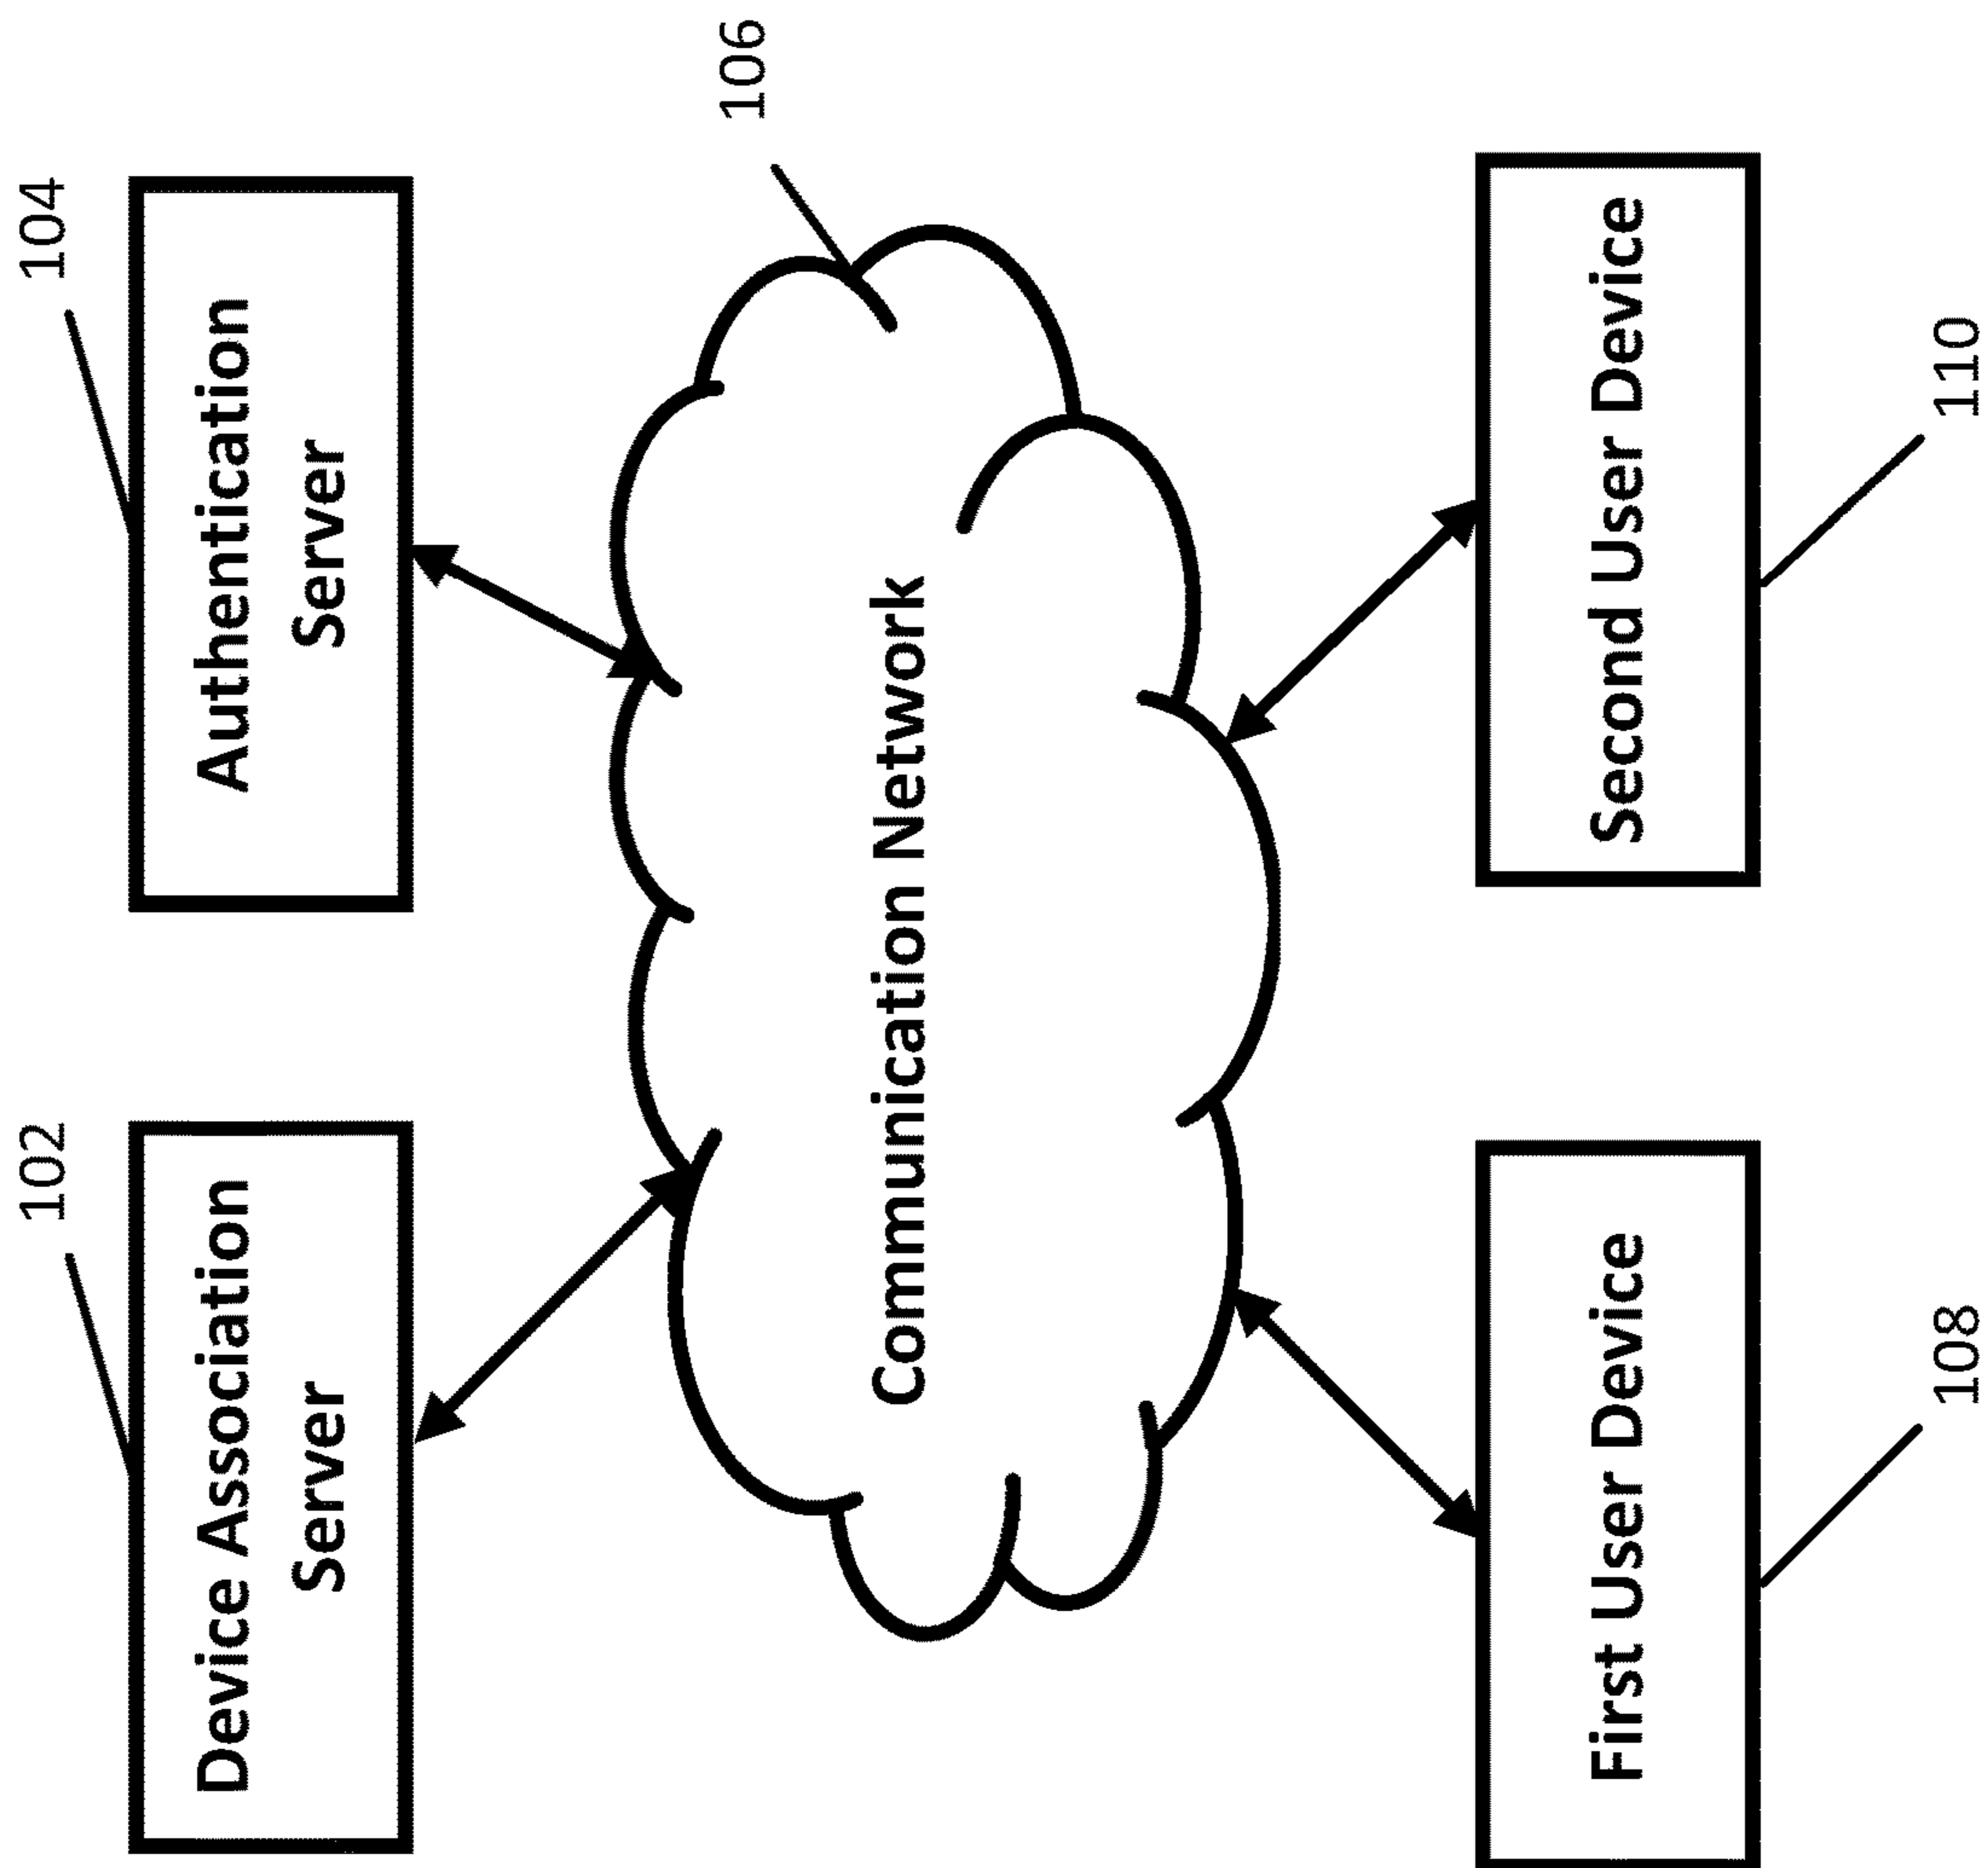 102
Device Association
Server
104
Authentication
Server
106
Communication Network
First User Device
108
Second User Device
110